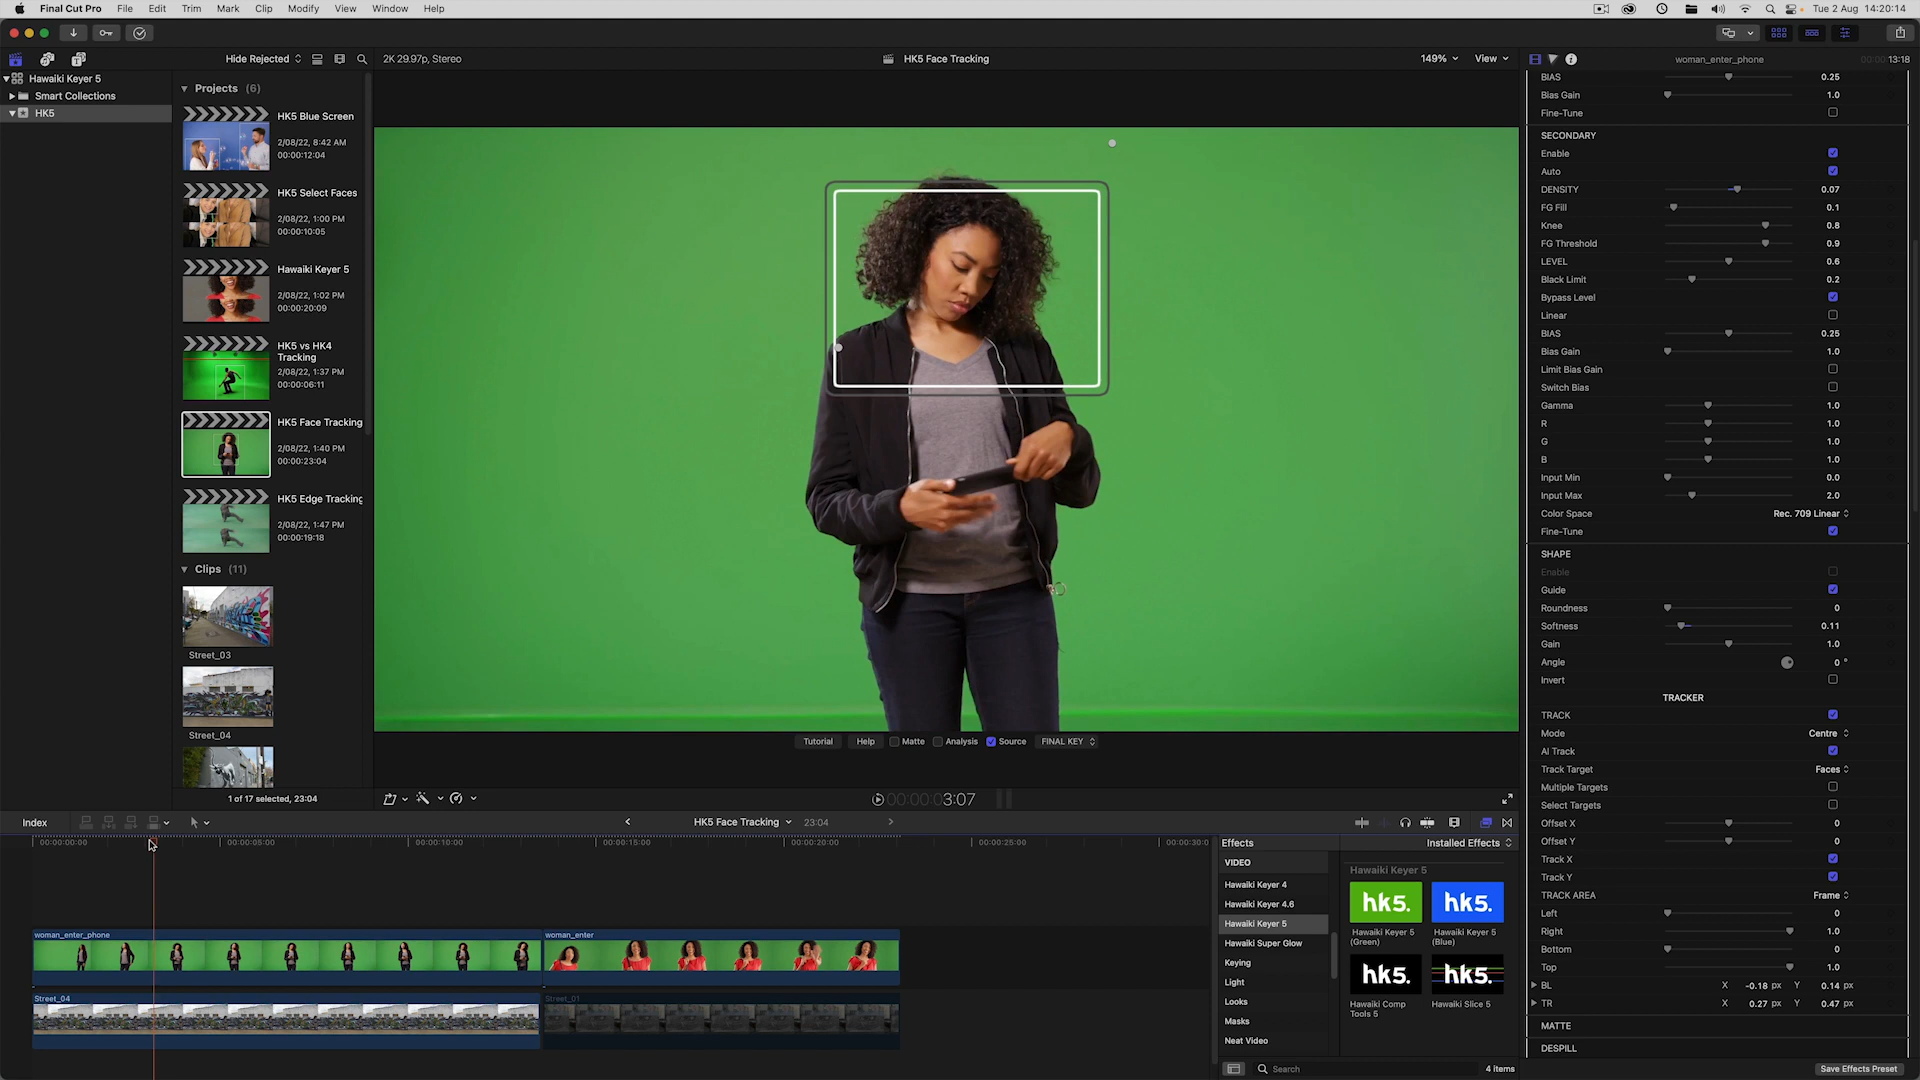 Final Cut Pro File Edit Trim Mark Clip Modify View Window Help Tue 2 Aug 14:20:14
Hide Rejected 2K 29.97p, Stereo HK5 Face Tracking 149% View woman_enter_phone 13:18
Hawaiki Keyer 5
Smart Collections
HK5
Projects (6)
HK5 Blue Screen
2/08/22, 8:42 AM
00:00:12:04
HK5 Select Faces
2/08/22, 1:00 PM
00:00:10:05
Hawaiki Keyer 5
2/08/22, 1:02 PM
00:00:20:09
HK5 vs HK4
Tracking
2/08/22, 1:37 PM
00:00:06:11
HK5 Face Tracking
2/08/22, 1:40 PM
00:00:23:04
HK5 Edge Tracking
2/08/22, 1:47 PM
00:00:19:18
Clips (11)
Street_03
Street_04
1 of 17 selected, 23:04
Tutorial Help Matte Analysis Source FINAL KEY
00:00:00:03:07
BIAS 0.25
Bias Gain 1.0
Fine-Tune
SECONDARY
Enable
Auto
DENSITY 0.07
FG Fill 0.1
Knee 0.8
FG Threshold 0.9
LEVEL 0.6
Black Limit 0.2
Bypass Level
Linear
BIAS 0.25
Bias Gain 1.0
Limit Bias Gain
Switch Bias
Gamma 1.0
R 1.0
G 1.0
B 1.0
Input Min 0.0
Input Max 2.0
Color Space Rec. 709 Linear
Fine-Tune
SHAPE
Enable
Guide
Roundness 0
Softness 0.11
Gain 1.0
Angle 0 °
Invert
TRACKER
TRACK
Mode Centre
AI Track
Track Target Faces
Multiple Targets
Select Targets
Offset X 0
Offset Y 0
Track X
Track Y
TRACK AREA Frame
Left 0
Right 1.0
Bottom 0
Top 1.0
BL X -0.18 px Y 0.14 px
TR X 0.27 px Y 0.47 px
MATTE
DESPILL
Save Effects Preset
Index HK5 Face Tracking 23:04
00:00:00:00 00:00:05:00 00:00:10:00 00:00:15:00 00:00:20:00 00:00:25:00 00:00:30:0
woman_enter_phone woman_enter
Street_04 Street_01
Effects Installed Effects
VIDEO
Hawaiki Keyer 4
Hawaiki Keyer 4.6
Hawaiki Keyer 5
Hawaiki Super Glow
Keying
Light
Looks
Masks
Neat Video
Hawaiki Keyer 5
hk5. hk5.
Hawaiki Keyer 5 (Green)
Hawaiki Keyer 5 (Blue)
hk5. hk5.
Hawaiki Comp Tools 5
Hawaiki Slice 5
Search 4 items